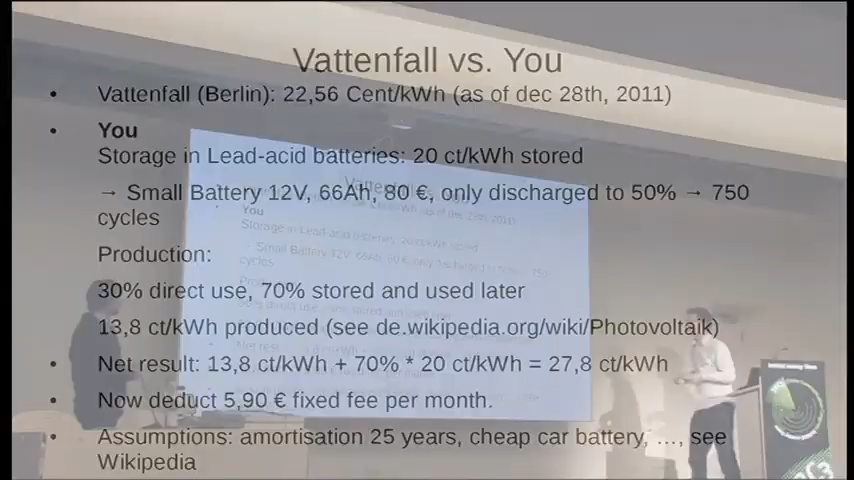 Vattenfall vs. You
• Vattenfall (Berlin): 22,56 Cent/kWh (as of dec 28th, 2011)
• You
Storage in Lead-acid batteries: 20 ct/kWh stored
→ Small Battery 12V, 66Ah, 80 €, only discharged to 50% → 750
cycles
Production:
30% direct use, 70% stored and used later
13,8 ct/kWh produced (see de.wikipedia.org/wiki/Photovoltaik)
• Net result: 13,8 ct/kWh + 70% * 20 ct/kWh = 27,8 ct/kWh
• Now deduct 5,90 € fixed fee per month.
• Assumptions: amortisation 25 years, cheap car battery, …, see
Wikipedia